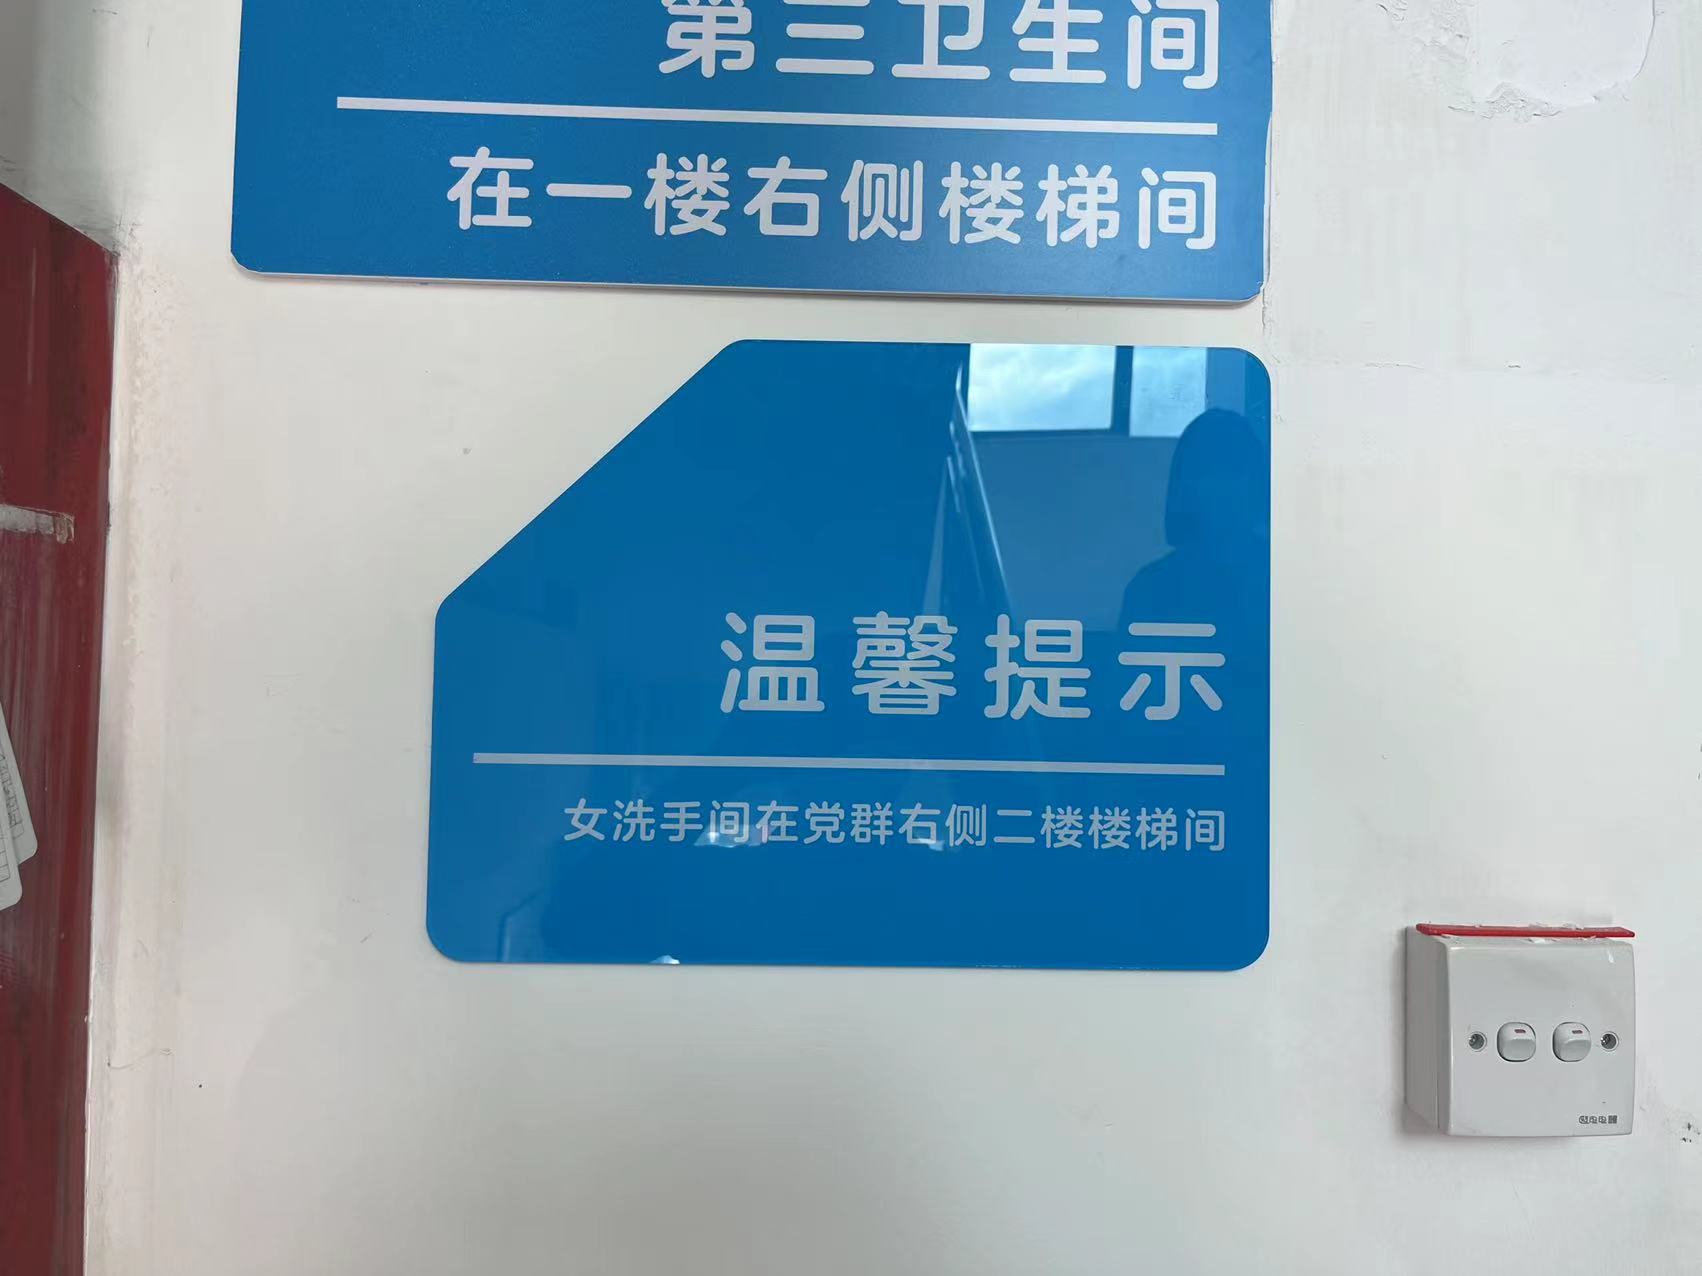 第三卫生间
在一楼右侧楼梯间
温馨提示
女洗手间在党群右侧二楼楼梯间